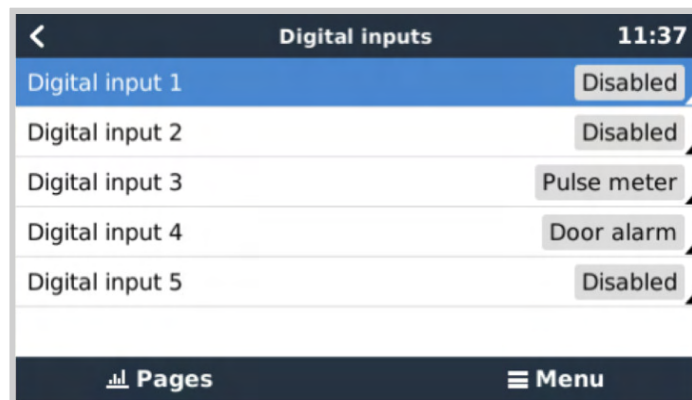 Digital inputs 11:37
Digital input 1 Disabled
Digital input 2 Disabled
Digital input 3 Pulse meter
Digital input 4 Door alarm
Digital input 5 Disabled
Pages Menu